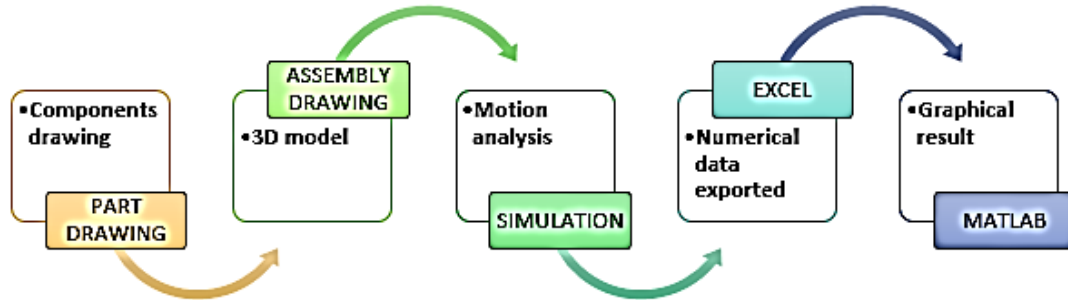 •Components
drawing
PART
DRAWING
ASSEMBLY
DRAWING
•3D model
•Motion
analysis
SIMULATION
EXCEL
•Numerical
data
exported
•Graphical
result
MATLAB